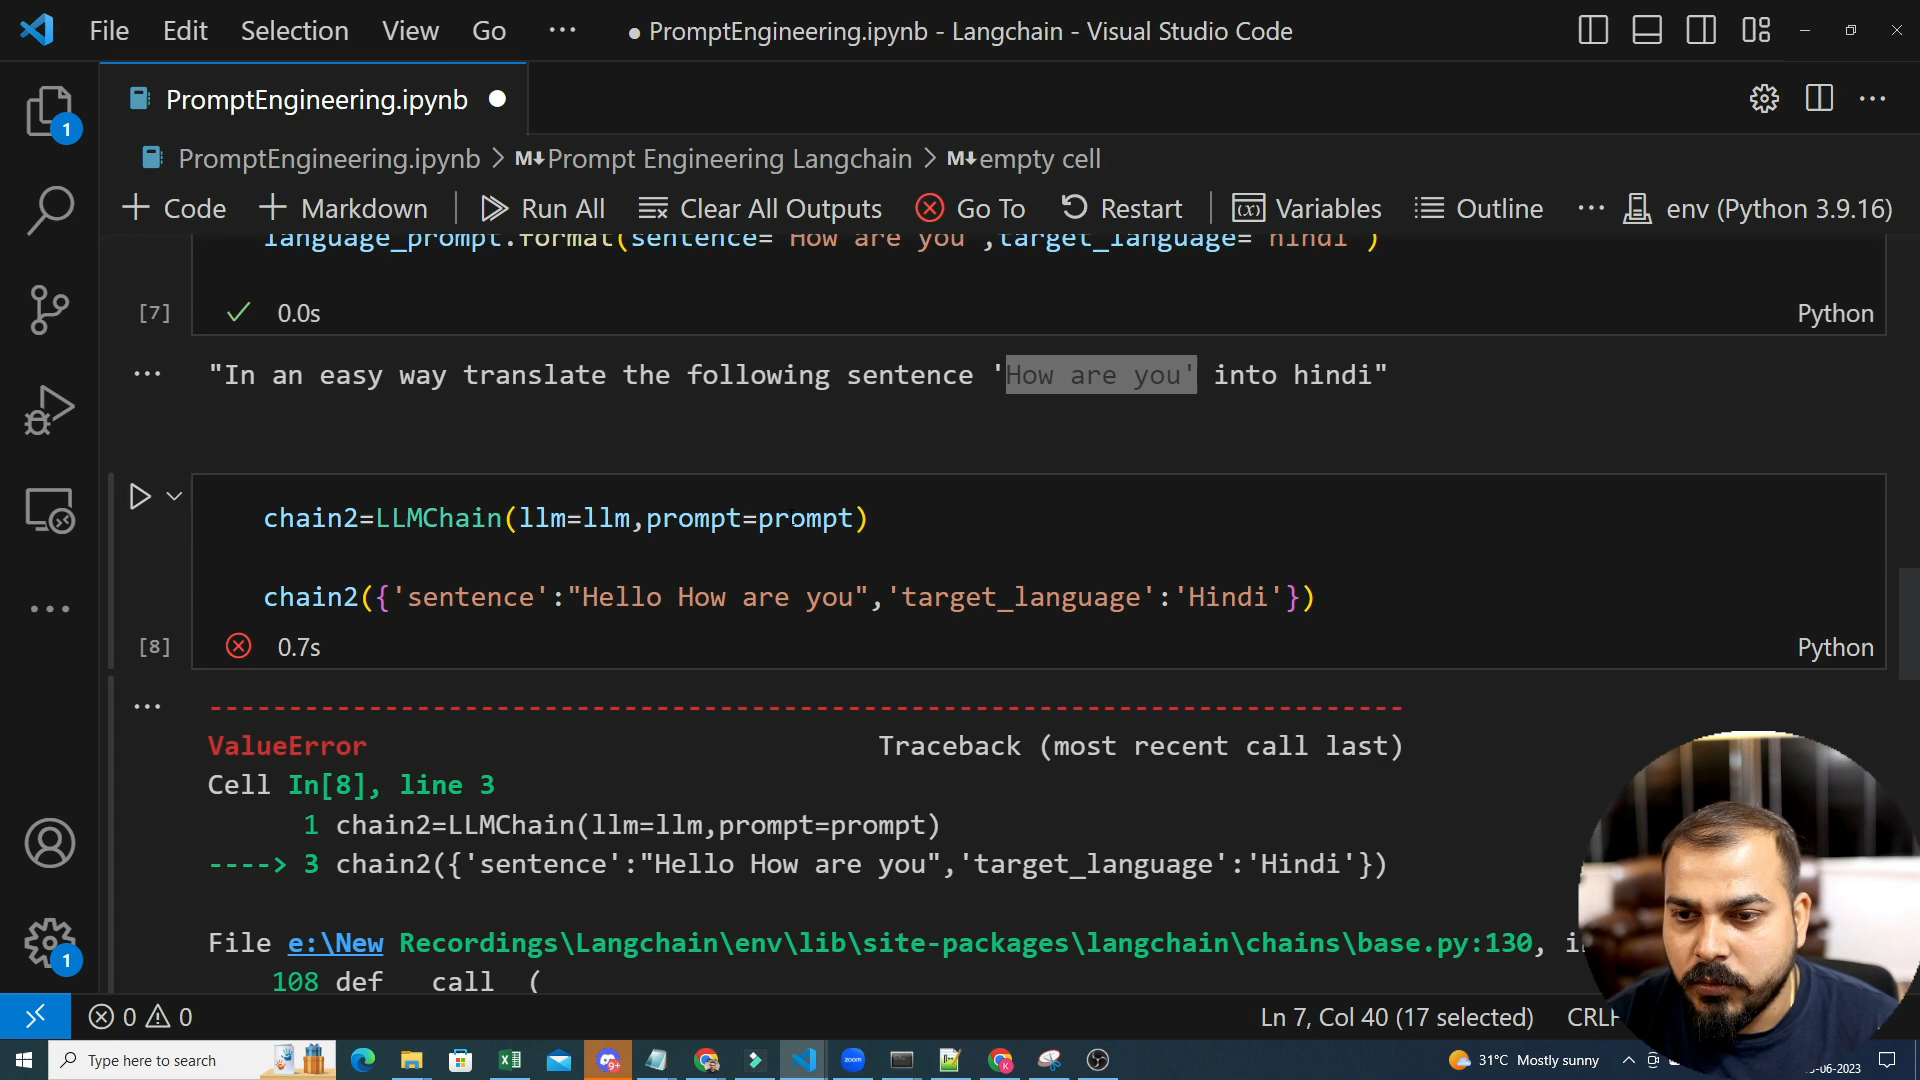 File Edit Selection View Go ··· ● PromptEngineering.ipynb - Langchain - Visual Studio Code
PromptEngineering.ipynb
PromptEngineering.ipynb > M↓Prompt Engineering Langchain > M↓empty cell
+ Code + Markdown Run All Clear All Outputs Go To Restart Variables Outline ··· env (Python 3.9.16)
language_prompt.format(sentence="How are you",target_language='hindi')
[7] 0.0s Python
"In an easy way translate the following sentence 'How are you' into hindi"
chain2=LLMChain(llm=llm,prompt=prompt)
chain2({'sentence':"Hello How are you",'target_language':'Hindi'})
[8] 0.7s Python
---------------------------------------------------------------------------
ValueError Traceback (most recent call last)
Cell In[8], line 3
1 chain2=LLMChain(llm=llm,prompt=prompt)
----> 3 chain2({'sentence':"Hello How are you",'target_language':'Hindi'})
File e:\New Recordings\Langchain\env\lib\site-packages\langchain\chains\base.py:130,
108 def call (
0 0 Ln 7, Col 40 (17 selected) CRLF
Type here to search 31°C Mostly sunny -06-2023